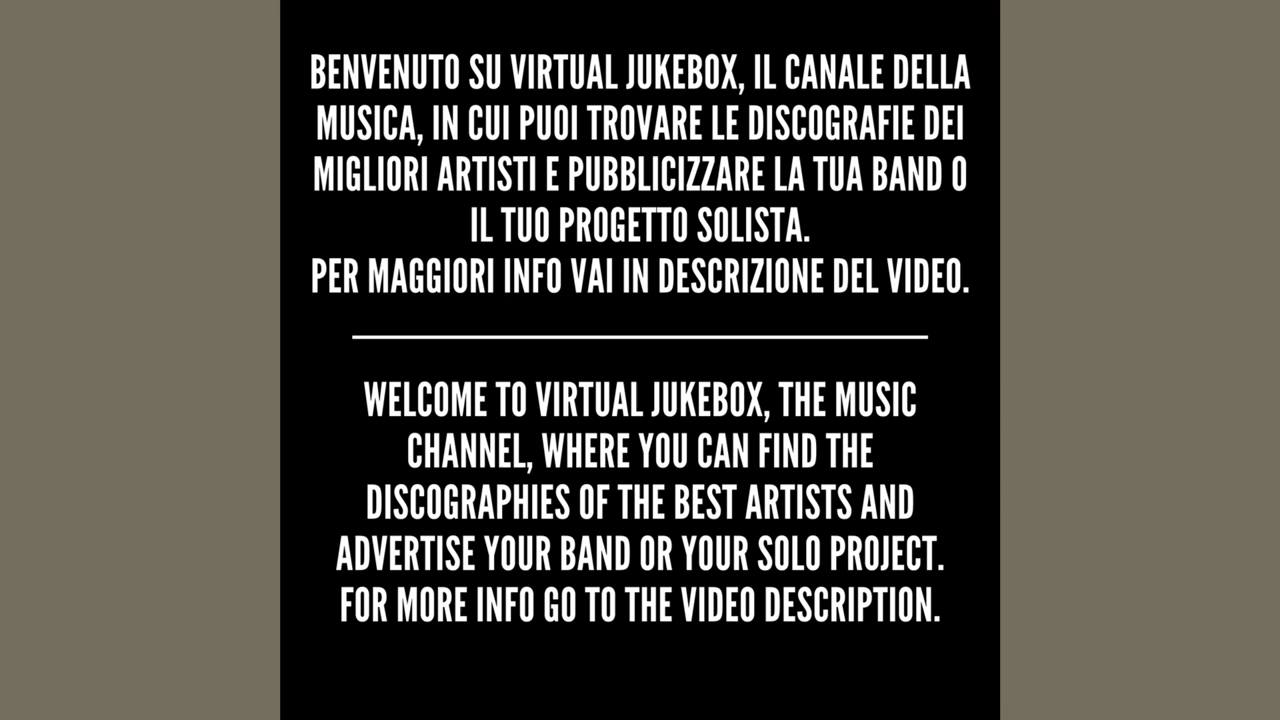 BENVENUTO SU VIRTUAL JUKEBOX, IL CANALE DELLA
MUSICA, IN CUI PUOI TROVARE LE DISCOGRAFIE DEI
MIGLIORI ARTISTI E PUBBLICIZZARE LA TUA BAND O
IL TUO PROGETTO SOLISTA.
PER MAGGIORI INFO VAI IN DESCRIZIONE DEL VIDEO.
WELCOME TO VIRTUAL JUKEBOX, THE MUSIC
CHANNEL, WHERE YOU CAN FIND THE
DISCOGRAPHIES OF THE BEST ARTISTS AND
ADVERTISE YOUR BAND OR YOUR SOLO PROJECT.
FOR MORE INFO GO TO THE VIDEO DESCRIPTION.